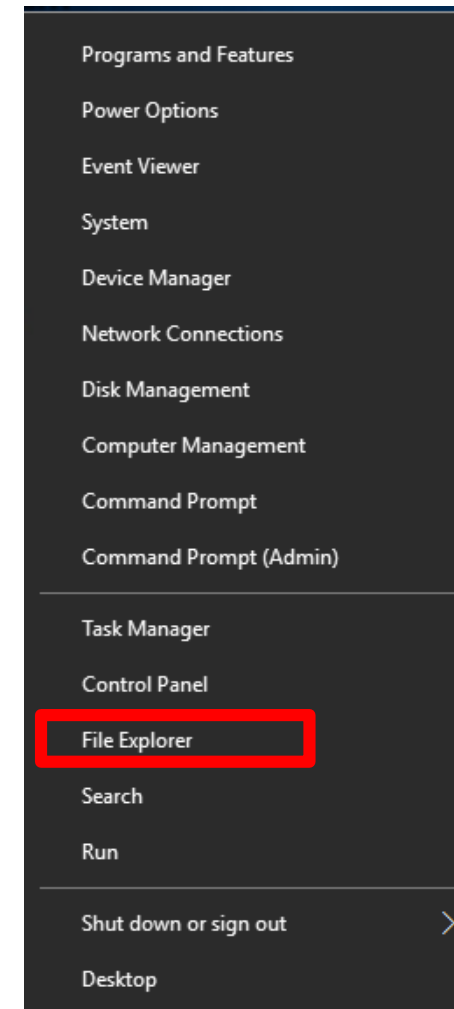 Programs and Features
Power Options
Event Viewer
System
Device Manager
Network Connections
Disk Management
Computer Management
Command Prompt
Command Prompt (Admin)
Task Manager
Control Panel
File Explorer
Search
Run
Shut down or sign out
Desktop